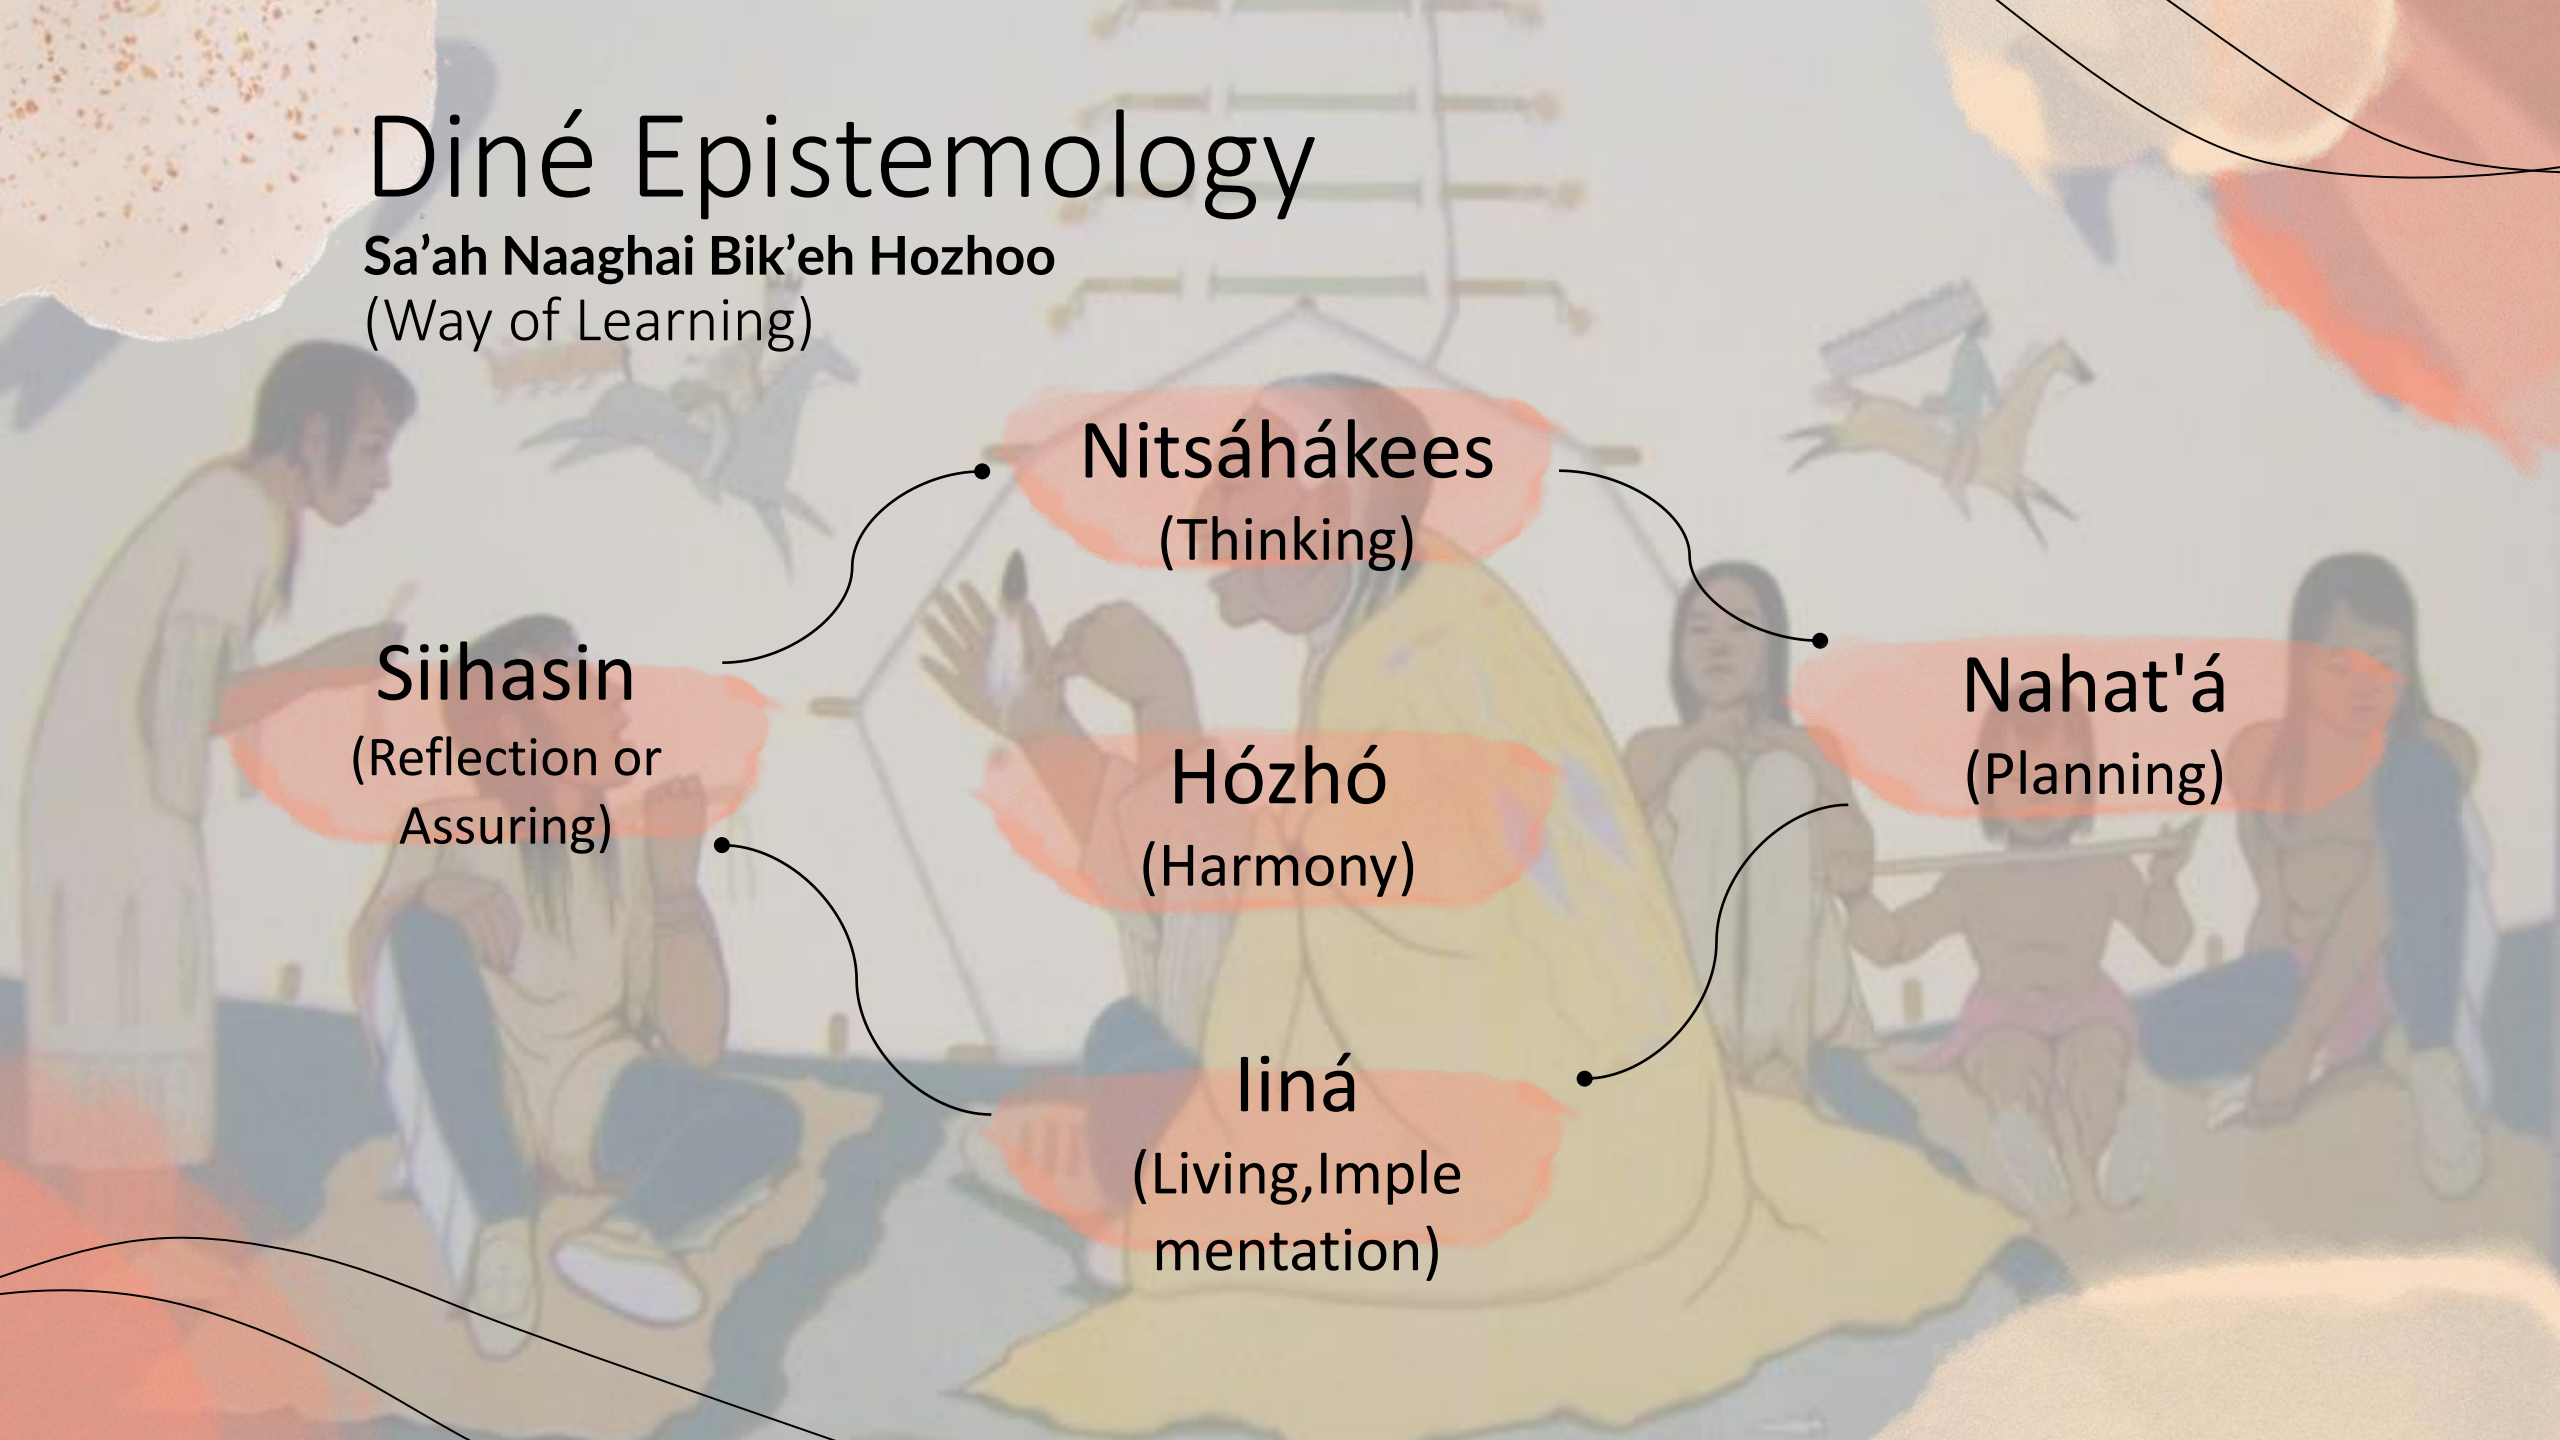 Diné Epistemology
Sa’ah Naaghai Bik’eh Hozhoo
(Way of Learning)
Nitsáhákees
(Thinking)
Siihasin
(Reflection or
Assuring)
Nahat'á
(Planning)
Hózhó
(Harmony)
Iiná
(Living,Imple
mentation)